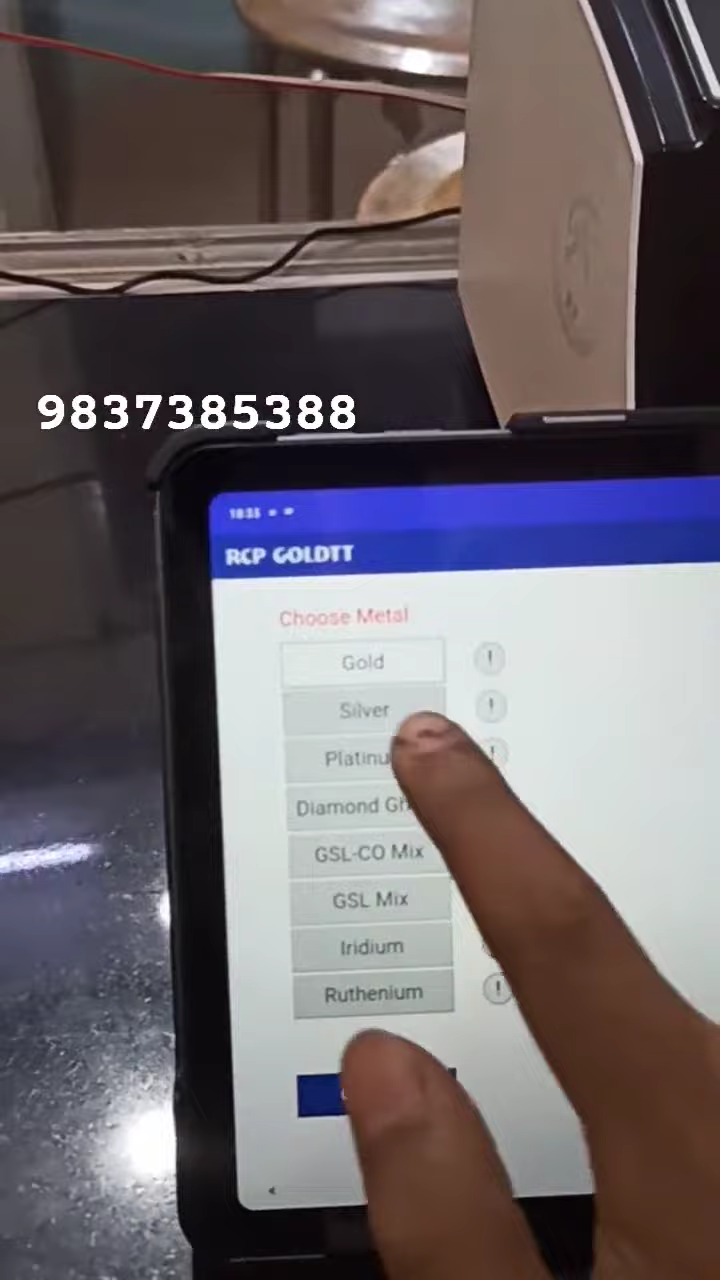 9837385388
RCP GOLDTT
Choose Metal
Gold
!
Silver
!
Diamond
!
GSL-CO Mix
GSL Mix
Iridium
Ruthenium
!